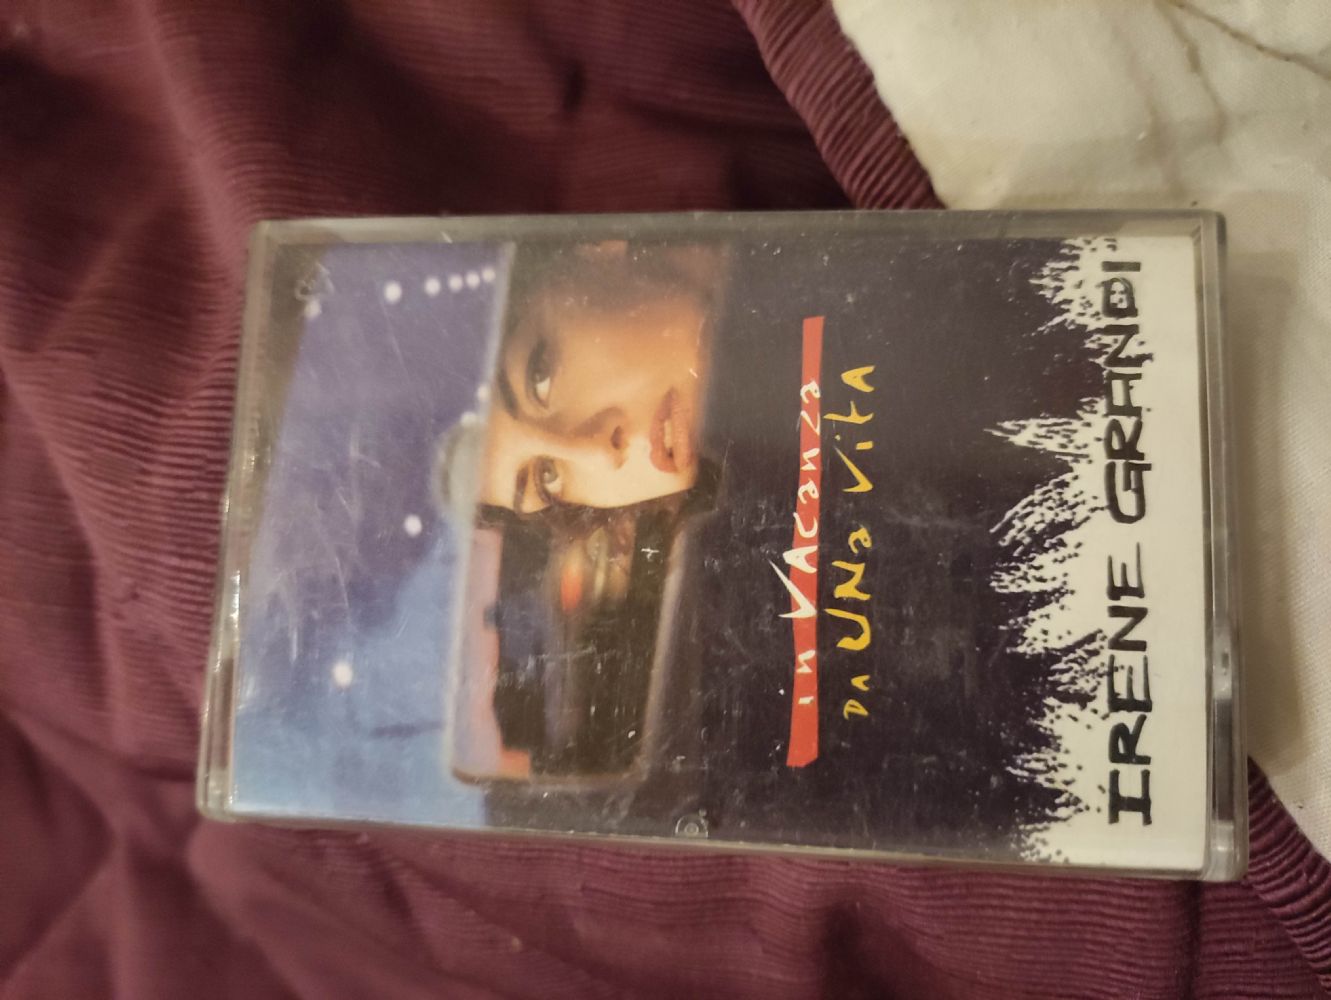 IRENE GRANDI
in VAcanza
DA UNa VitA